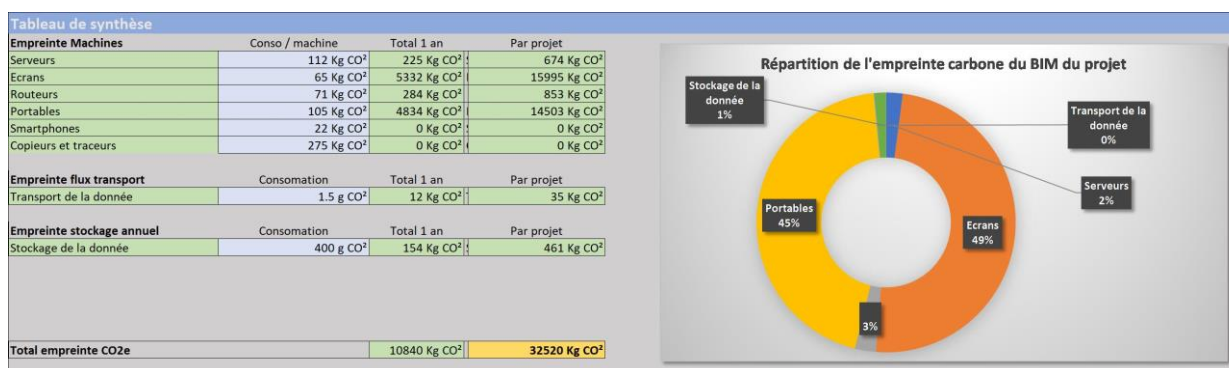 Tableau de synthèse
Empreinte Machines Conso / machine Total 1 an Par projet
Serveurs 112 Kg CO² 225 Kg CO² 674 Kg CO²
Ecrans 65 Kg CO² 5332 Kg CO² 15995 Kg CO²
Routeurs 71 Kg CO² 284 Kg CO² 853 Kg CO²
Portables 105 Kg CO² 4834 Kg CO² 14503 Kg CO²
Smartphones 22 Kg CO² 0 Kg CO² 0 Kg CO²
Copieurs et traceurs 275 Kg CO² 0 Kg CO² 0 Kg CO²
Empreinte flux transport Consomation Total 1 an Par projet
Transport de la donnée 1.5 g CO² 12 Kg CO² 35 Kg CO²
Empreinte stockage annuel Consomation Total 1 an Par projet
Stockage de la donnée 400 g CO² 154 Kg CO² 461 Kg CO²
Total empreinte CO2e 10840 Kg CO² 32520 Kg CO²
Répartition de l'empreinte carbone du BIM du projet
Stockage de la
donnée
1%
Transport de la
donnée
0%
Serveurs
2%
Portables
45%
Ecrans
49%
3%